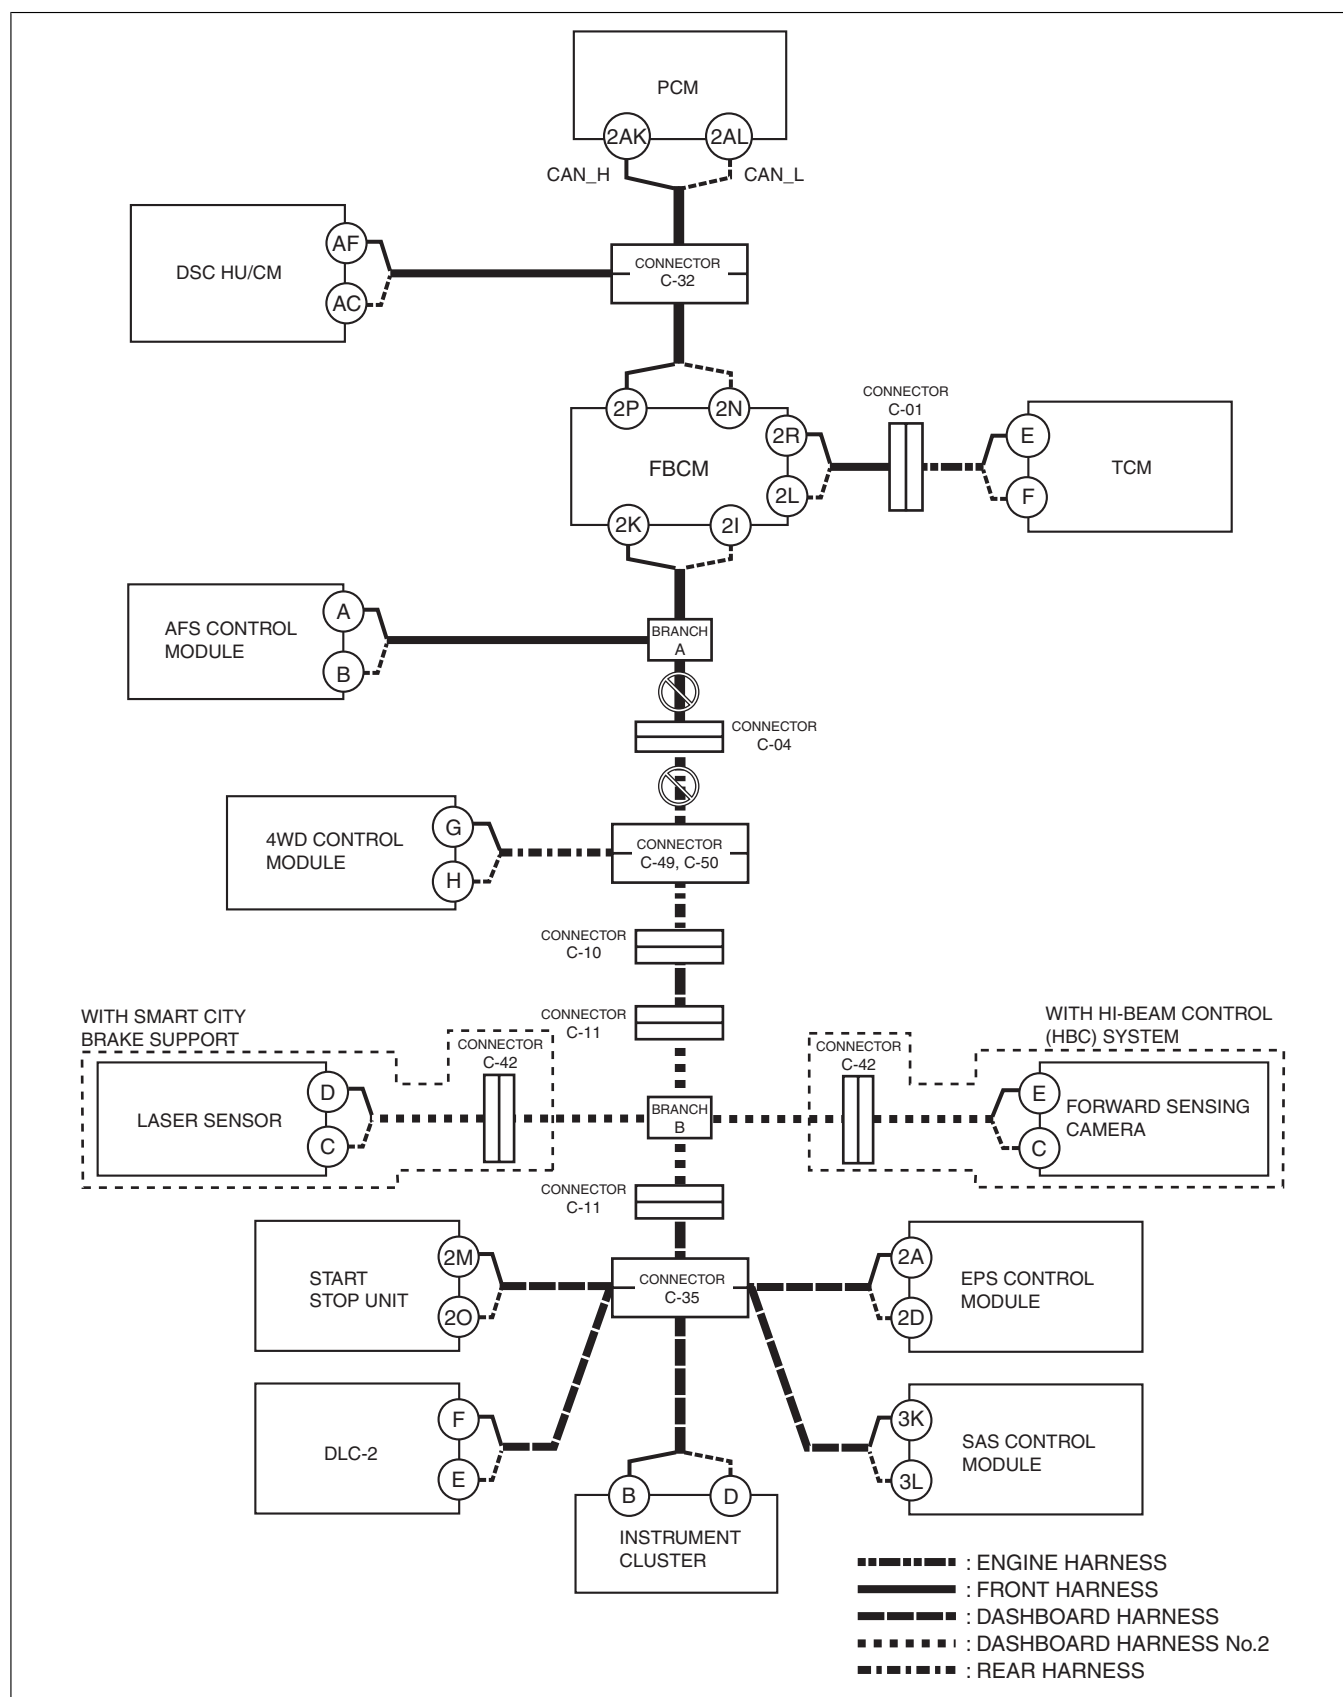 PCM
2AK
2AL
CAN_H
CAN_L
DSC HU/CM
AF
AC
CONNECTOR
C-32
2P
2N
2R
2L
FBCM
2K
2I
CONNECTOR
C-01
E
F
TCM
AFS CONTROL
MODULE
A
B
BRANCH
A
CONNECTOR
C-04
4WD CONTROL
MODULE
G
H
CONNECTOR
C-49, C-50
CONNECTOR
C-10
CONNECTOR
C-11
WITH SMART CITY
BRAKE SUPPORT
CONNECTOR
C-42
LASER SENSOR
D
C
BRANCH
B
WITH HI-BEAM CONTROL
(HBC) SYSTEM
CONNECTOR
C-42
E
C
FORWARD SENSING
CAMERA
CONNECTOR
C-11
START
STOP UNIT
2M
2O
CONNECTOR
C-35
2A
2D
EPS CONTROL
MODULE
DLC-2
F
E
3K
3L
SAS CONTROL
MODULE
B
D
INSTRUMENT
CLUSTER
: ENGINE HARNESS
: FRONT HARNESS
: DASHBOARD HARNESS
: DASHBOARD HARNESS No.2
: REAR HARNESS